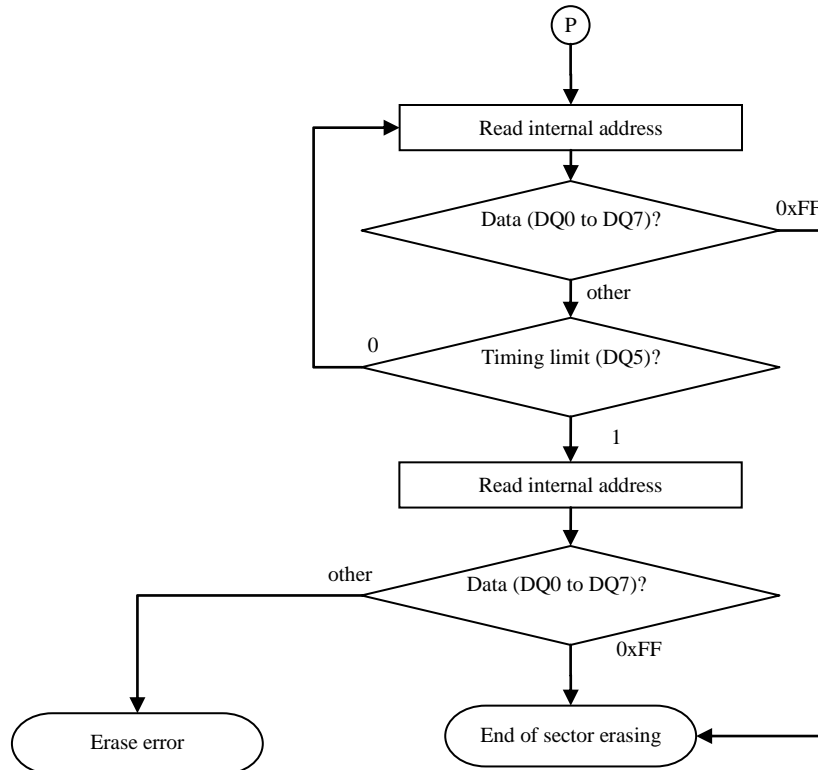 P
Read internal address
Data (DQ0 to DQ7)?
0xFF
other
0
Timing limit (DQ5)?
1
Read internal address
other
Data (DQ0 to DQ7)?
0xFF
Erase error
End of sector erasing